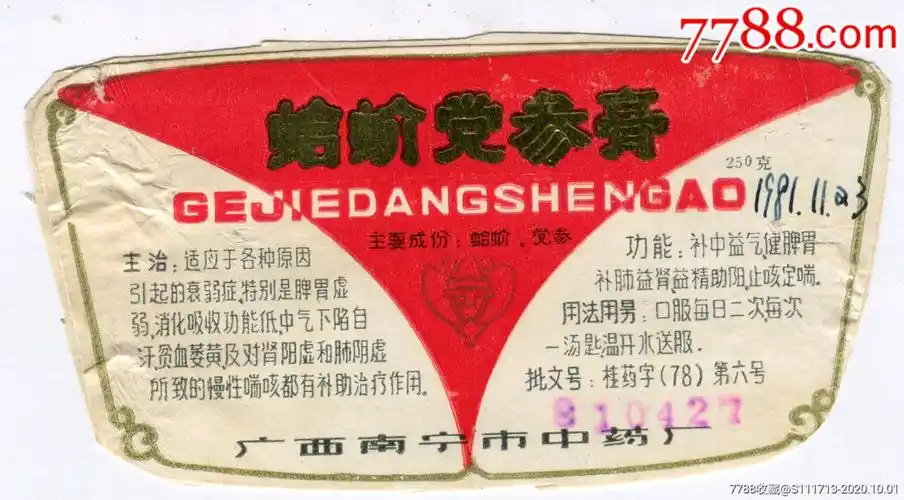 7788.com
蛤蚧党参膏
250克
GEJIEDANGSHENGAO
1981.11.23
主要成份：蛤蚧、党参
主治：适应于各种原因
引起的衰弱症，特别是脾胃虚
弱，消化吸收功能低，中气下陷自
汗，贫血萎黄，及对肾阳虚和肺阴虚
所致的慢性喘咳都有补助治疗作用.
功能：补中益气，健脾胃
补肺益肾，益精助阳，止咳定喘.
用法用量：口服每日二次，每次
一汤匙，温开水送服.
批文号：桂药字(78)第六号
810427
广西南宁市中药厂
7788收藏@S111713-2020.10.01